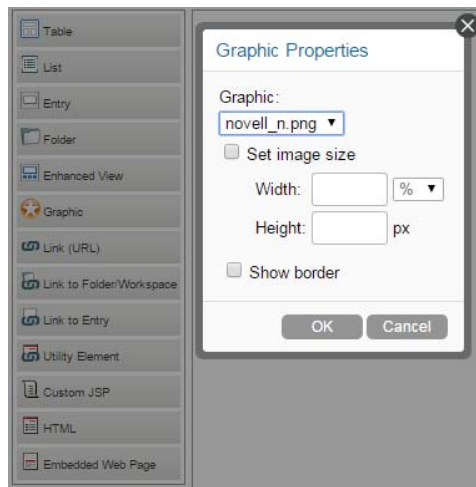 Table
List
Entry
Folder
Enhanced View
Graphic
Link (URL)
Link to Folder/Workspace
Link to Entry
Utility Element
Custom JSP
HTML
Embedded Web Page
Graphic Properties
Graphic:
novell_n.png
Set image size
Width: %
Height: px
Show border
OK Cancel